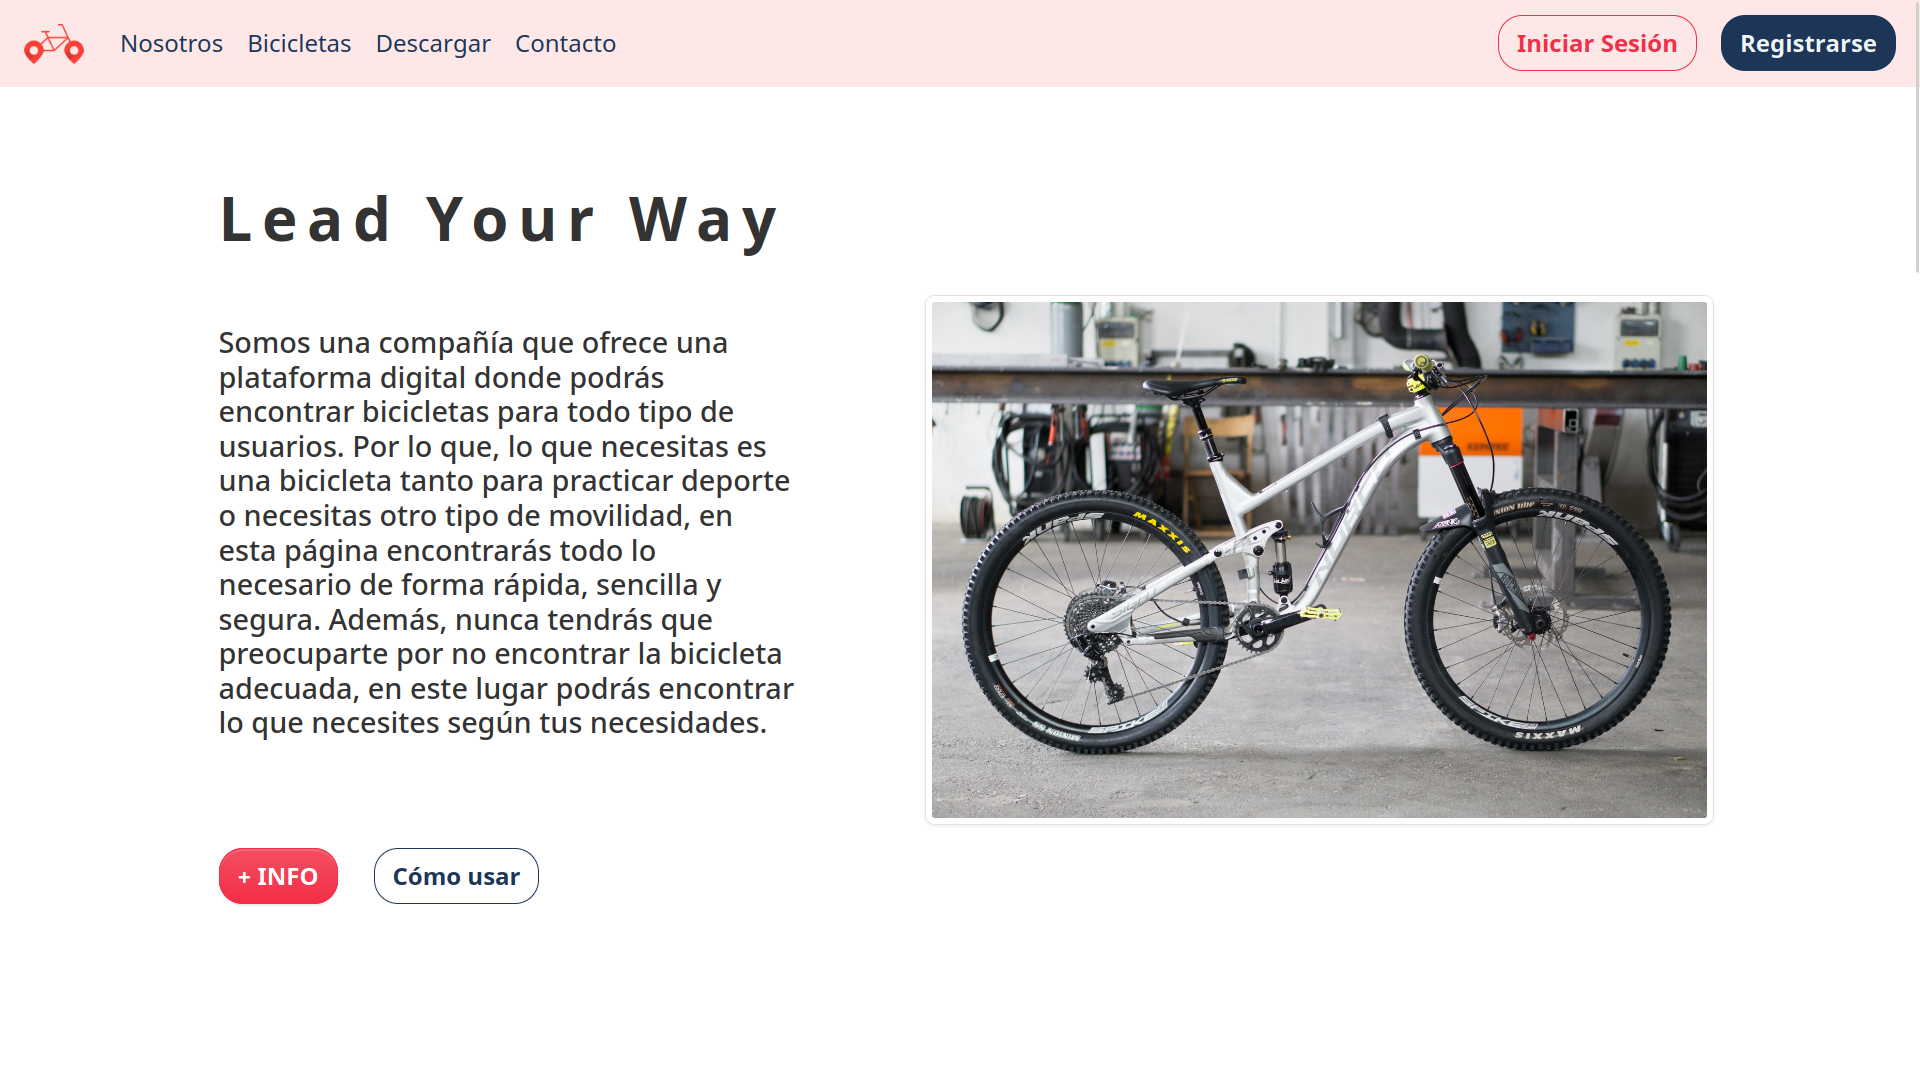 Nosotros Bicicletas Descargar Contacto Iniciar Sesión Registrarse
Lead Your Way
Somos una compañía que ofrece una
plataforma digital donde podrás
encontrar bicicletas para todo tipo de
usuarios. Por lo que, lo que necesitas es
una bicicleta tanto para practicar deporte
o necesitas otro tipo de movilidad, en
esta página encontrarás todo lo
necesario de forma rápida, sencilla y
segura. Además, nunca tendrás que
preocuparte por no encontrar la bicicleta
adecuada, en este lugar podrás encontrar
lo que necesites según tus necesidades.
+ INFO Cómo usar
MAXXIS
SPANK
SPANK
MAXXIS